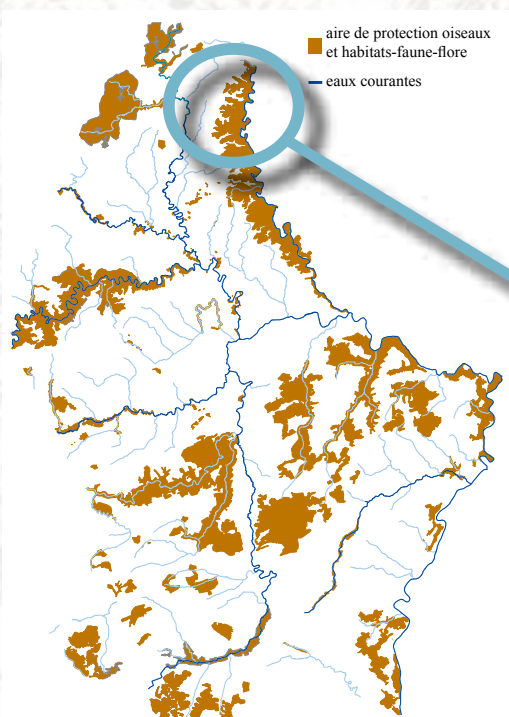 aire de protection oiseaux
et habitats-faune-flore
eaux courantes